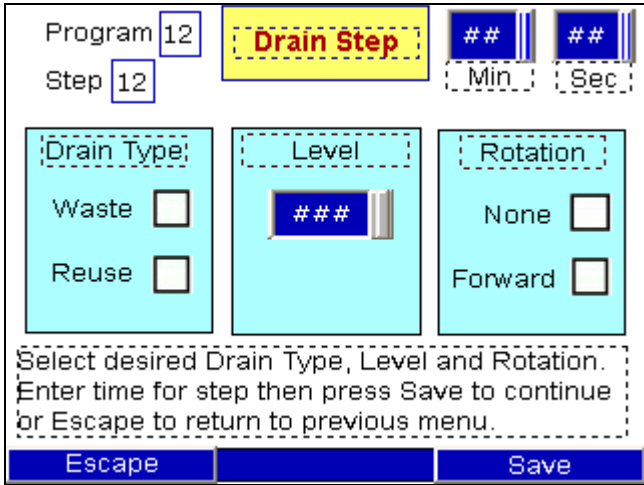 Program 12
Drain Step
## ##
Step 12
Min Sec
Drain Type
Waste
Reuse
Level
###
Rotation
None
Forward
Select desired Drain Type, Level and Rotation.
Enter time for step then press Save to continue
or Escape to return to previous menu.
Escape Save